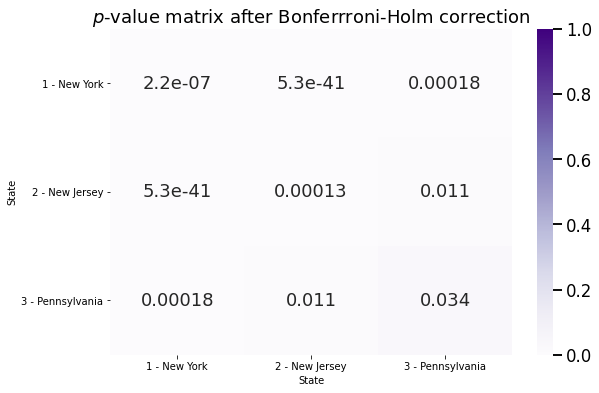 p-value matrix after Bonferrroni-Holm correction
1 - New York 2.2e-07 5.3e-41 0.00018
2 - New Jersey 5.3e-41 0.00013 0.011
3 - Pennsylvania 0.00018 0.011 0.034
State
1 - New York 2 - New Jersey 3 - Pennsylvania
State
1.0
0.8
0.6
0.4
0.2
0.0